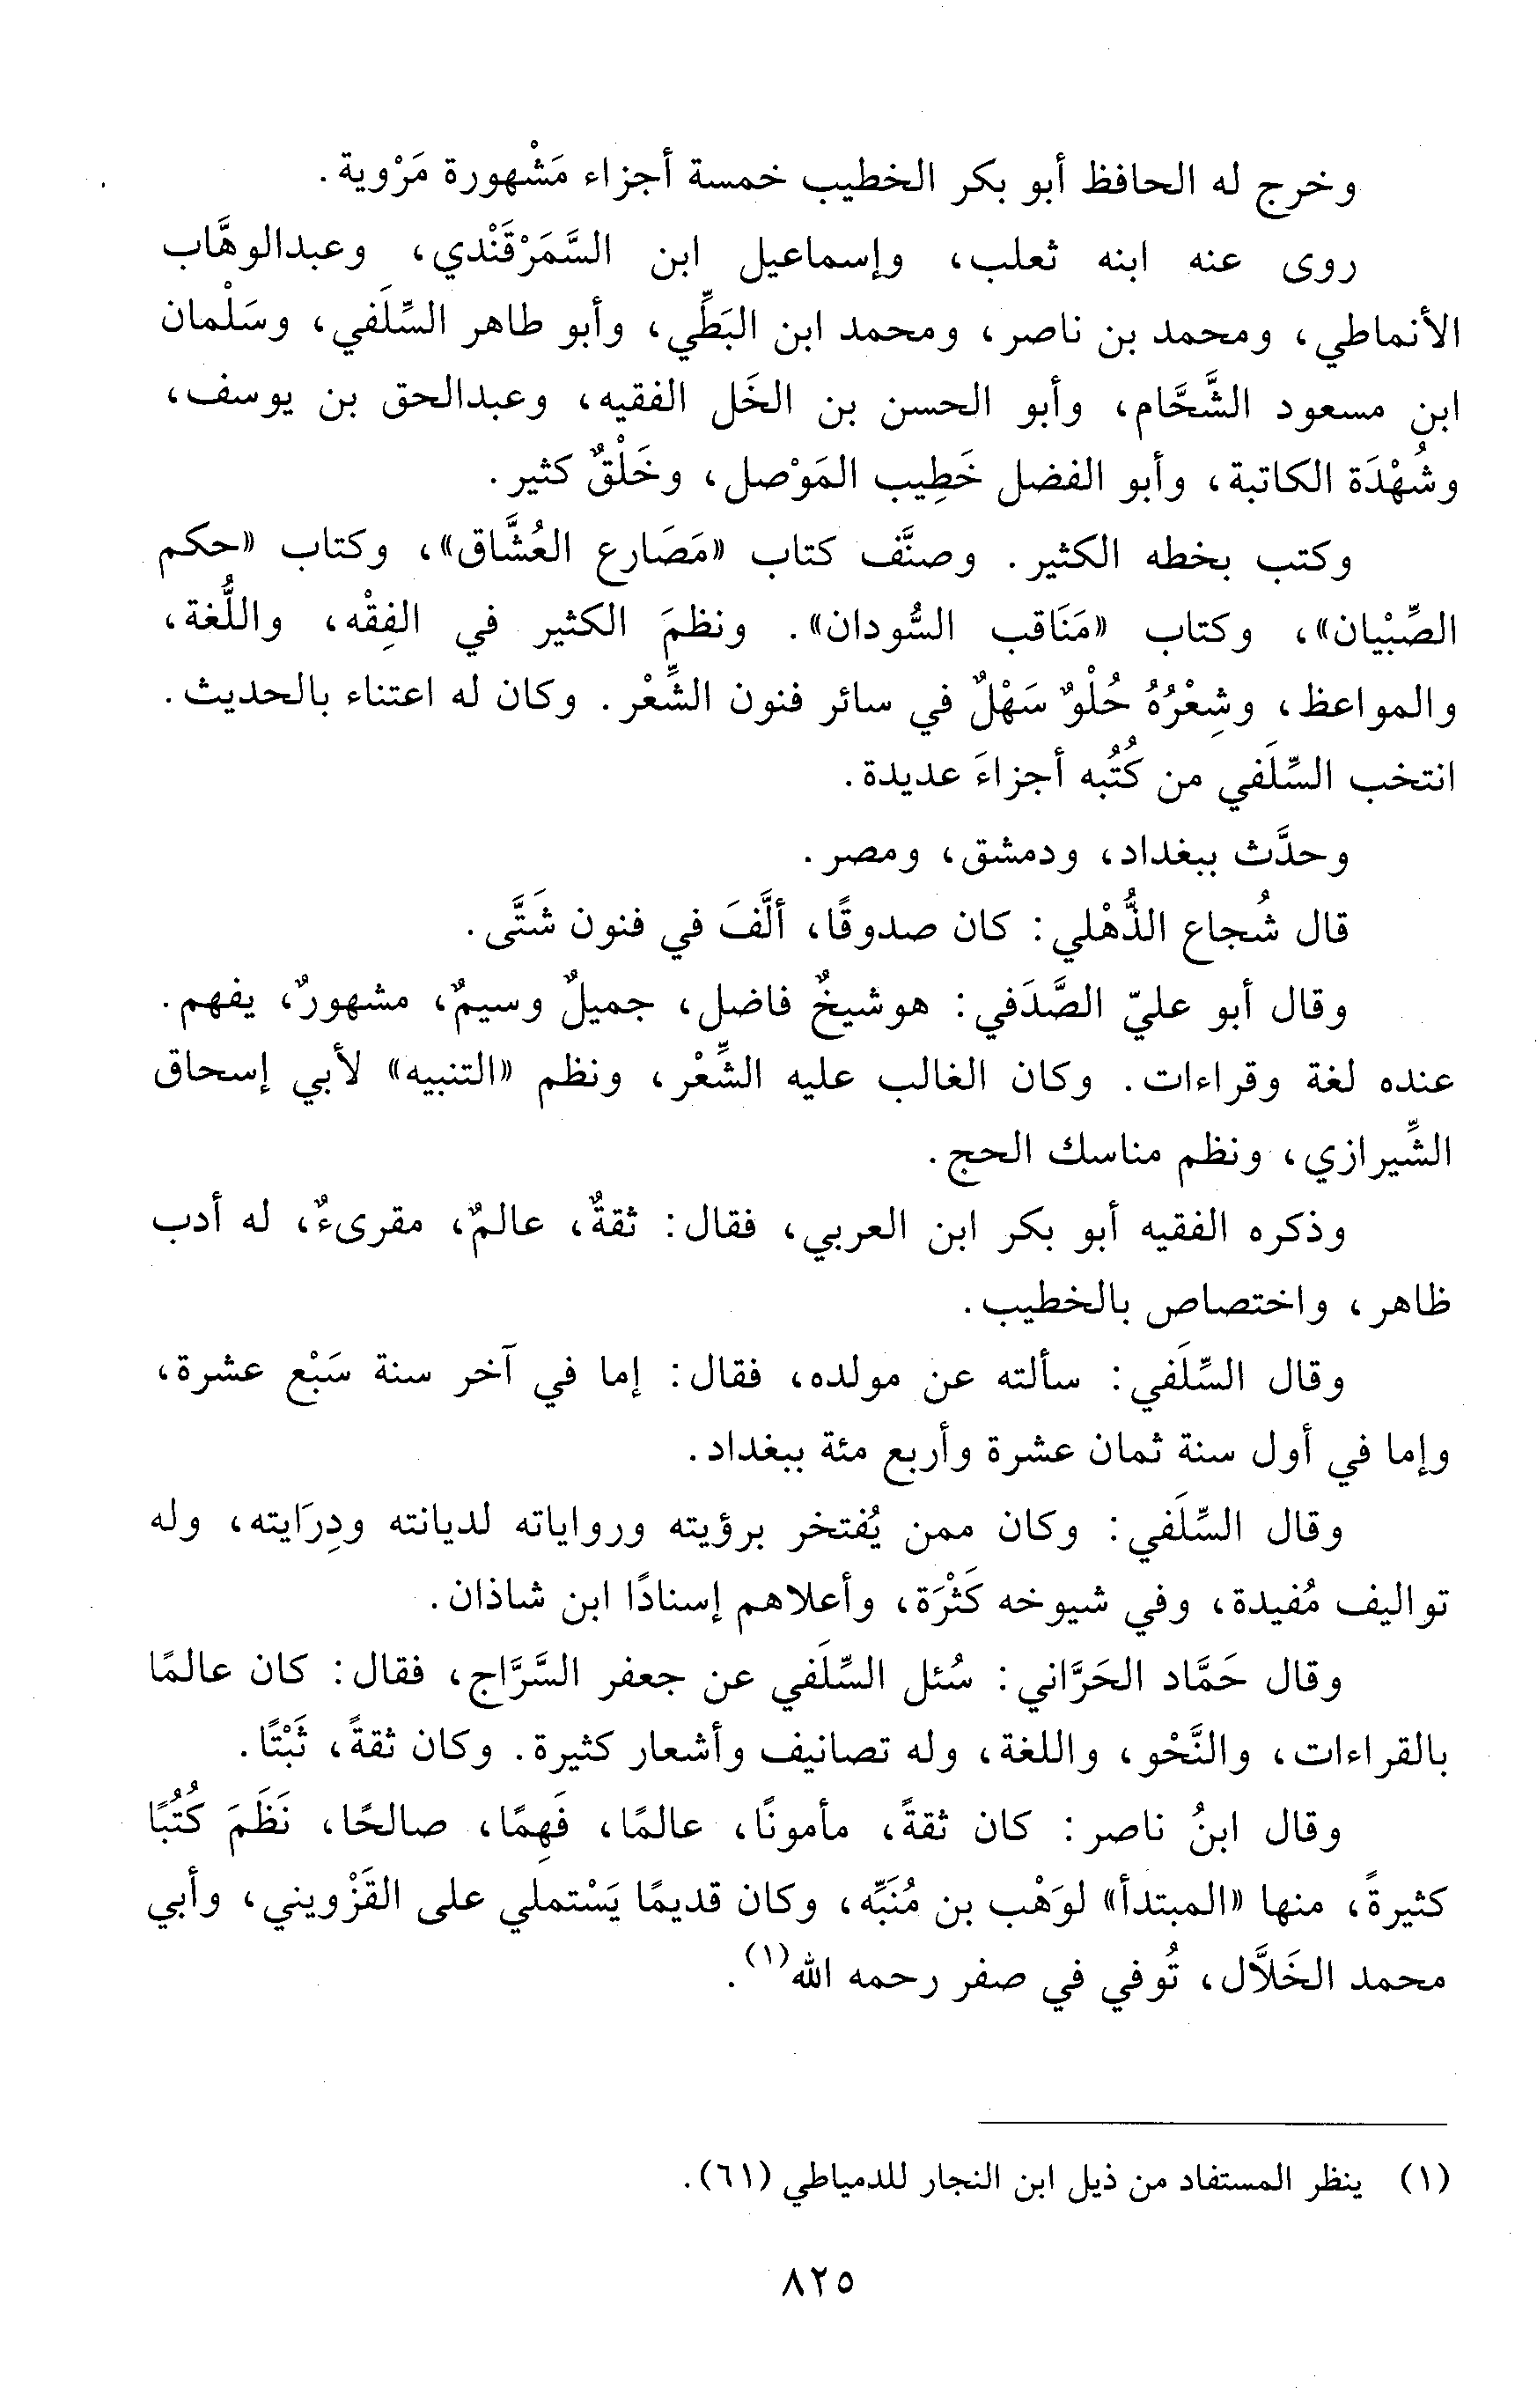 وخرج له الحافظ أبو بكر الخطيب خمسة أجزاء مَشْهورة مَرْوية.
روى عنه ابنه ثعلب، وإسماعيل ابن السَّمَرْقَندي، وعبدالوهَّاب
الأنماطي، ومحمد بن ناصر، ومحمد ابن البَطِّي، وأبو طاهر السِّلَفي، وسَلْمان
ابن مسعود الشَّحَّام، وأبو الحسن بن الخَل الفقيه، وعبدالحق بن يوسف،
وشُهْدَة الكاتبة، وأبو الفضل خَطِيب المَوْصل، وخَلْقٌ كثير.
وكتب بخطه الكثير. وصنَّف كتاب «مَصَارع العُشَّاق»، وكتاب «حكم
الصِّبْيان»، وكتاب «مَنَاقب السُّودان». ونظمَ الكثير في الفِقْه، واللُّغة،
والمواعظ، وشِعْرُهُ حُلْوٌ سَهْلٌ في سائر فنون الشِّعْر. وكان له اعتناء بالحديث.
انتخب السِّلَفي من كُتُبه أجزاءَ عديدة.
وحدَّث ببغداد، ودمشق، ومصر.
قال شُجاع الذُّهْلي: كان صدوقًا، ألَّفَ في فنون شَتَّى.
وقال أبو عليّ الصَّدَفي: هوشيخٌ فاضل، جميلٌ وسيمٌ، مشهورٌ، يفهم.
عنده لغة وقراءات. وكان الغالب عليه الشِّعْر، ونظم «التنبيه» لأبي إسحاق
الشِّيرازي، ونظم مناسك الحج.
وذكره الفقيه أبو بكر ابن العربي، فقال: ثقةٌ، عالمٌ، مقرىءٌ، له أدب
ظاهر، واختصاص بالخطيب.
وقال السِّلَفي: سألته عن مولده، فقال: إما في آخر سنة سَبْع عشرة،
وإما في أول سنة ثمان عشرة وأربع مئة ببغداد.
وقال السِّلَفي: وكان ممن يُفتخر برؤيته ورواياته لديانته ودِرَايته، وله
تواليف مُفيدة، وفي شيوخه كَثْرَة، وأعلاهم إسنادًا ابن شاذان.
وقال حَمَّاد الحَرَّاني: سُئل السِّلَفي عن جعفر السَّرَّاج، فقال: كان عالمًا
بالقراءات، والنَّحْو، واللغة، وله تصانيف وأشعار كثيرة. وكان ثقةً، ثَبْتًا.
وقال ابنُ ناصر: كان ثقةً، مأمونًا، عالمًا، فَهِمًا، صالحًا، نَظَمَ كُتُبًا
كثيرةً، منها «المبتدأ» لوَهْب بن مُنَبِّه، وكان قديمًا يَسْتملي على القَزْويني، وأبي
محمد الخَلاَّل، تُوفي في صفر رحمه الله(١).
(١) ينظر المستفاد من ذيل ابن النجار للدمياطي (٦١).
٨٢٥